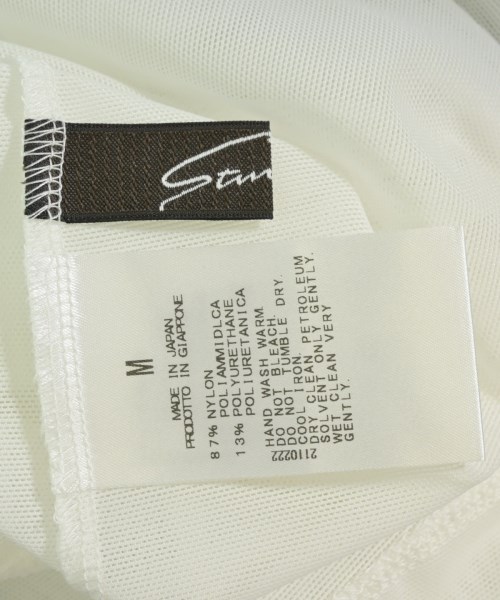 M
MADE IN JAPAN
PRODOTTO IN GIAPPONE
87% NYLON
POLIAMMIDLCA
13% POLYURETHANE
POLIURETANICA
HAND WASH WARM.
DO NOT BLEACH.
DO NOT TUMBLE DRY.
COOL IRON.
DRY CLEAN PETROLEUM
SOLVENT ONLY GENTLY.
WET CLEAN VERY
GENTLY.
2110222